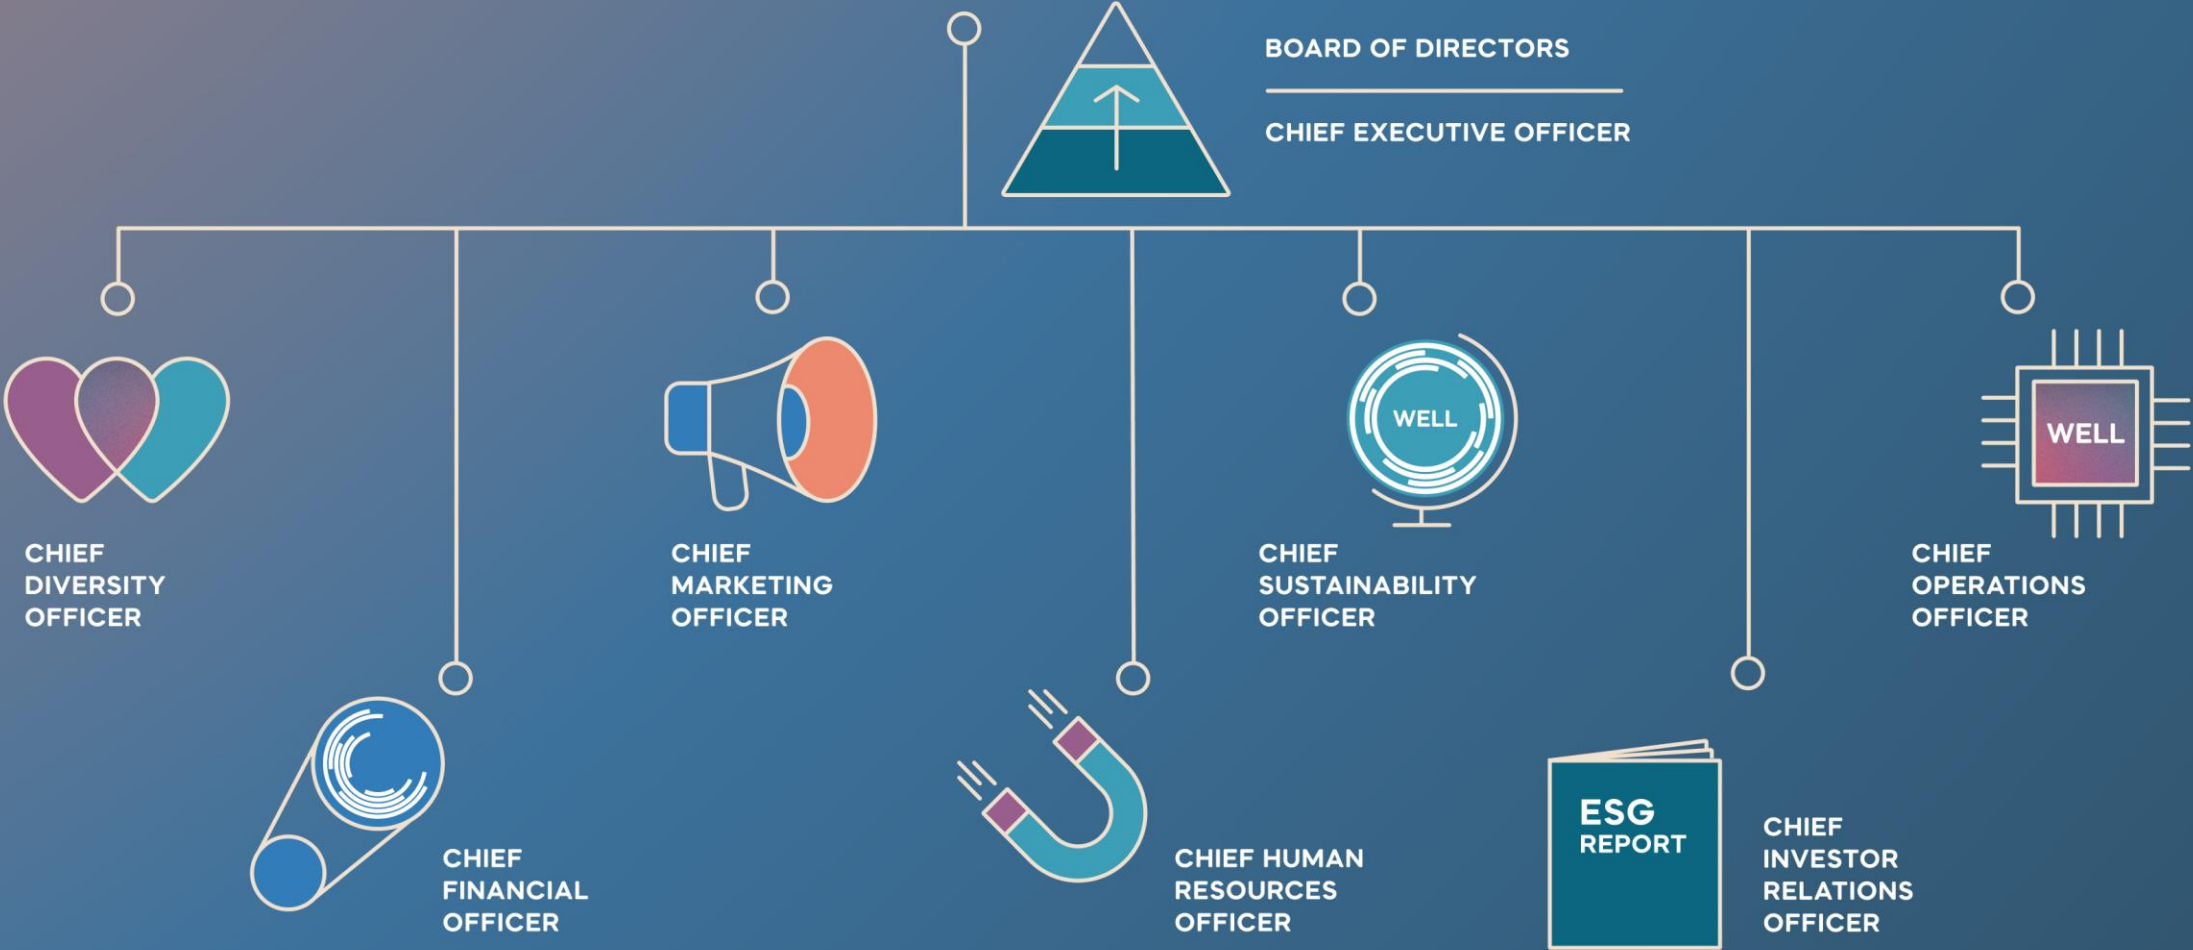 BOARD OF DIRECTORS
CHIEF EXECUTIVE OFFICER
WELL
WELL
CHIEF
DIVERSITY
OFFICER
CHIEF
MARKETING
OFFICER
CHIEF
SUSTAINABILITY
OFFICER
CHIEF
OPERATIONS
OFFICER
CHIEF
FINANCIAL
OFFICER
CHIEF HUMAN
RESOURCES
OFFICER
ESG
REPORT
CHIEF
INVESTOR
RELATIONS
OFFICER